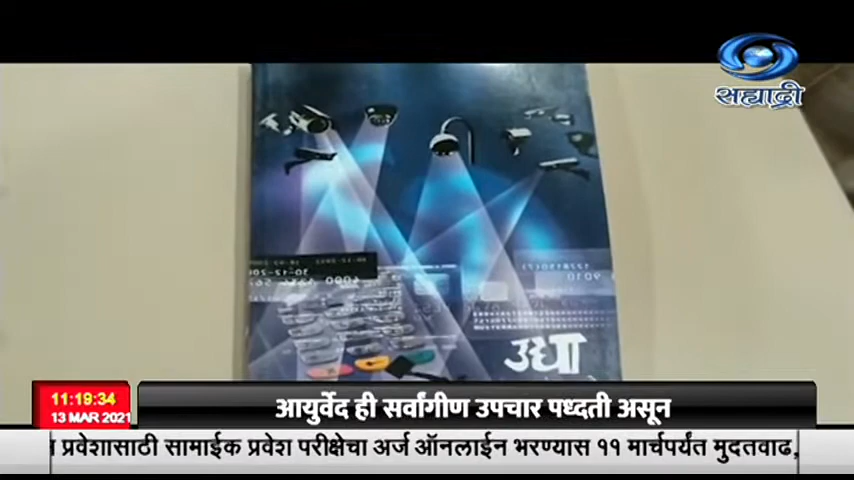 सह्याद्री
उद्या
11:19:34
13 MAR 2021
आयुर्वेद ही सर्वांगीण उपचार पध्दती असून
प्रवेशासाठी सामाईक प्रवेश परीक्षेचा अर्ज ऑनलाईन भरण्यास ११ मार्चपर्यंत मुदतवाढ,